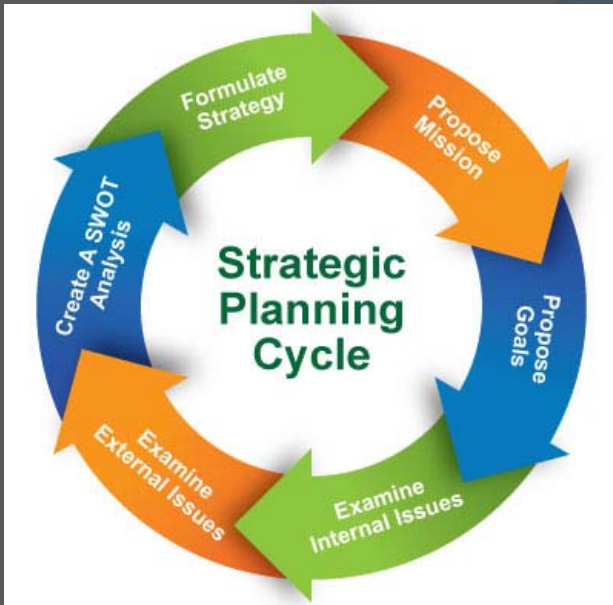 Strategic
Planning
Cycle
Formulate
Strategy
Propose
Mission
Propose
Goals
Examine
Internal Issues
Examine
External Issues
Create A SWOT
Analysis